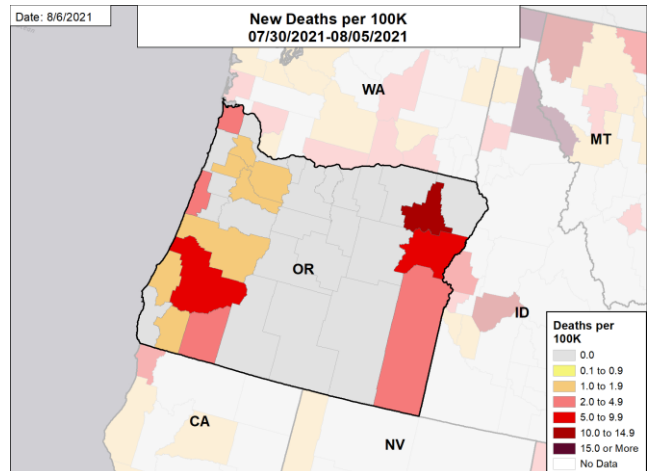 Date: 8/6/2021
New Deaths per 100K
07/30/2021-08/05/2021
WA
MT
OR
ID
CA
NV
Deaths per
100K
0.0
0.1 to 0.9
1.0 to 1.9
2.0 to 4.9
5.0 to 9.9
10.0 to 14.9
15.0 or More
No Data